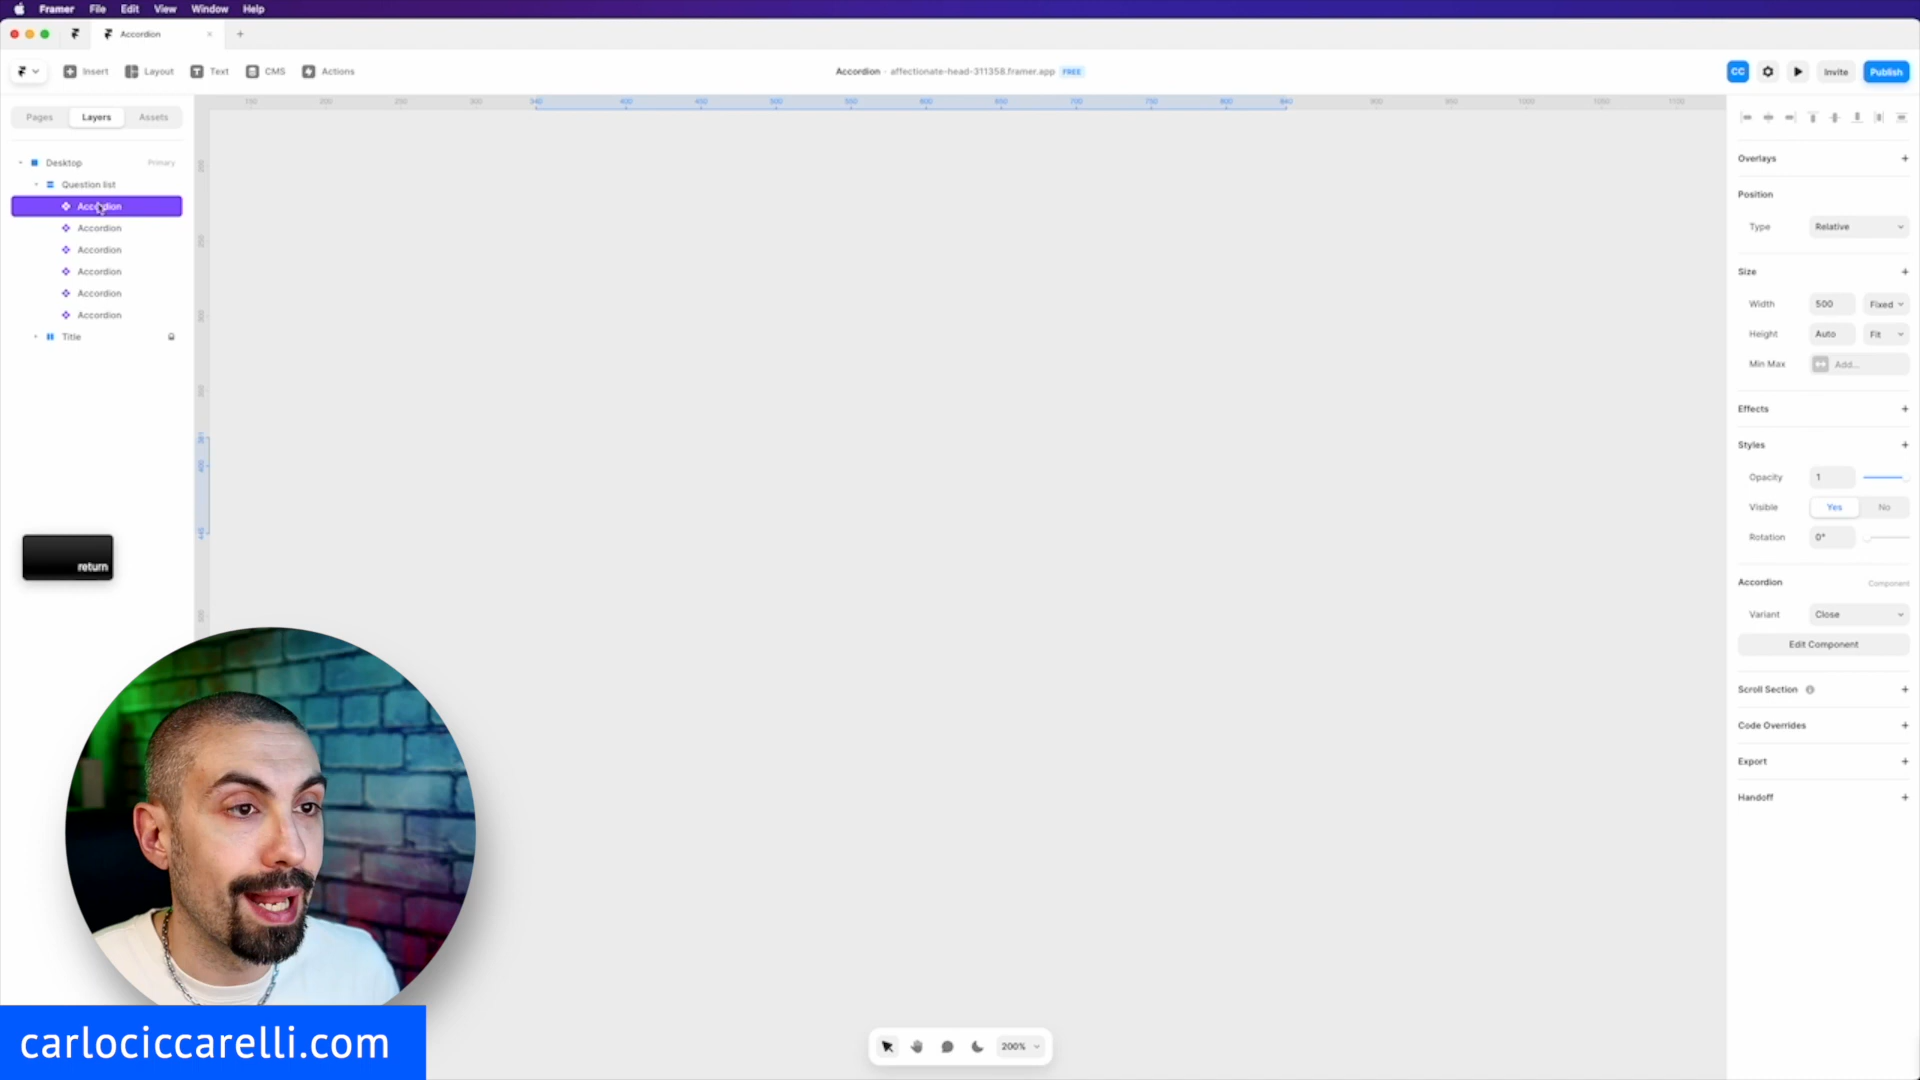 Framer File Edit View Window Help
Accordion
Insert Layout Text CMS Actions
Accordion · affectionate-head-311358.framer.app FREE
CC Invite Publish
Pages Layers Assets
Desktop Primary
Question list
Accordion
Accordion
Accordion
Accordion
Accordion
Accordion
Title
return
Overlays
Position
Type Relative
Size
Width 500 Fixed
Height Auto Fit
Min Max Add...
Effects
Styles
Opacity 1
Visible Yes No
Rotation 0°
Accordion Component
Variant Close
Edit Component
Scroll Section
Code Overrides
Export
Handoff
200%
carlociccarelli.com